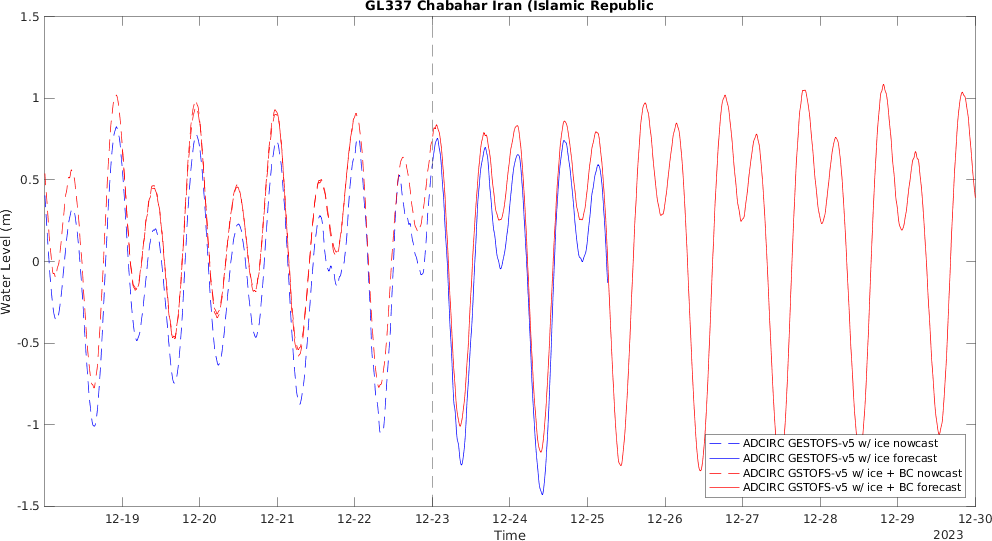 GL337 Chabahar Iran (Islamic Republic
1.5
1
0.5
0
-0.5
-1
-1.5
Water Level (m)
ADCIRC GESTOFS-v5 w/ ice nowcast
ADCIRC GESTOFS-v5 w/ ice forecast
ADCIRC GSTOFS-v5 w/ ice + BC nowcast
ADCIRC GSTOFS-v5 w/ ice + BC forecast
12-19 12-20 12-21 12-22 12-23 12-24 12-25 12-26 12-27 12-28 12-29 12-30
Time
2023